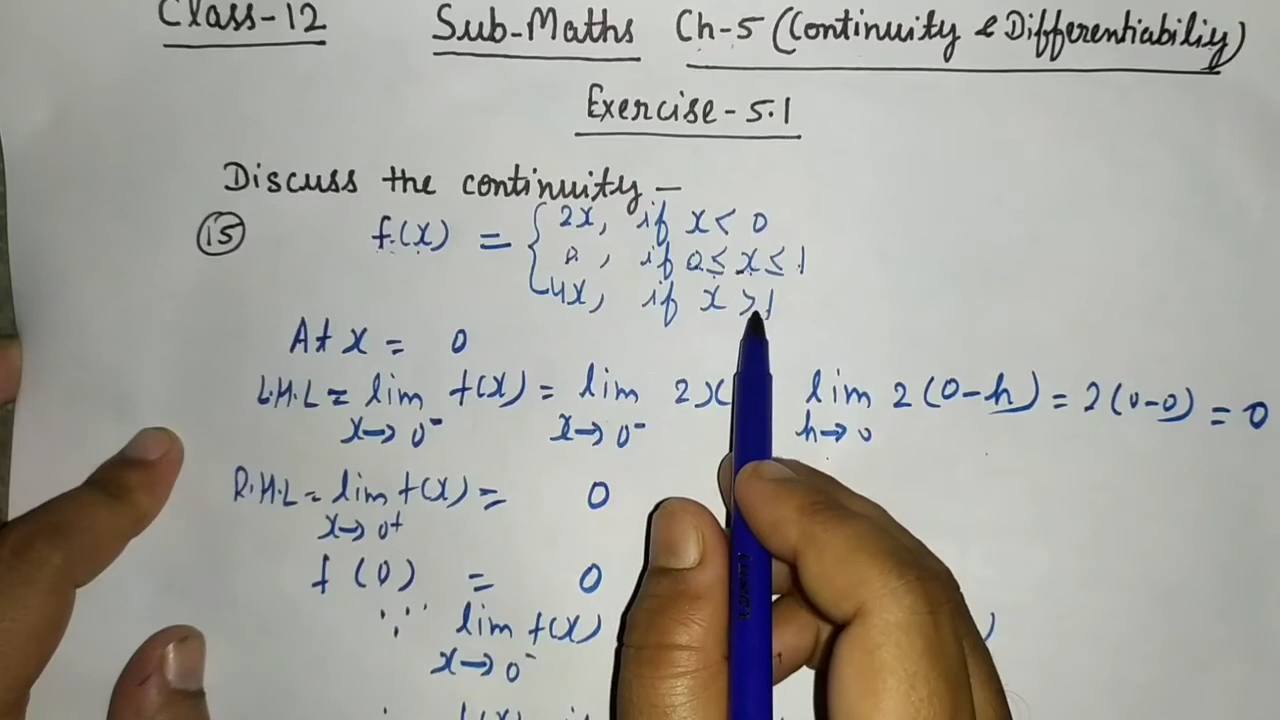 Class-12 Sub-Maths Ch-5 (Continuity & Differentiability)
Exercise-5.1
Discuss the continuity -
(15) f(x) = { 2x, if x < 0
0, if 0 ≤ x ≤ 1
4x, if x > 1
At x = 0
L.H.L = lim f(x) = lim 2x lim 2(0-h) = 2(0-0) = 0
x→0⁻ x→0⁻ h→0
R.H.L = lim f(x) = 0
x→0+
f(0) = 0
∵ lim f(x)
x→0⁻